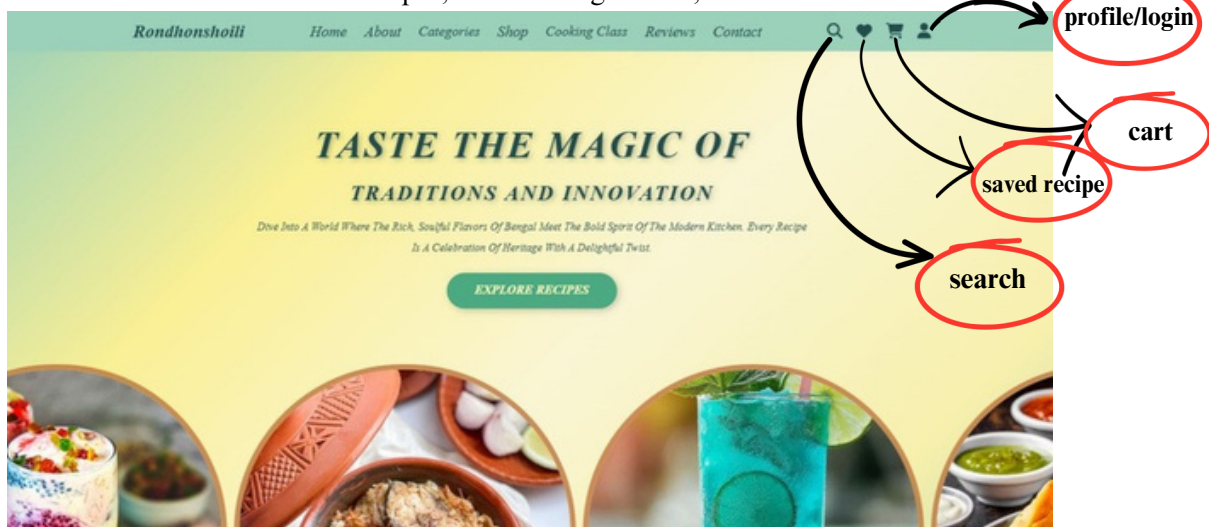 Rondhonshoili Home About Categories Shop Cooking Class Reviews Contact
profile/login
cart
saved recipe
search
TASTE THE MAGIC OF
TRADITIONS AND INNOVATION
Dive Into A World Where The Rich, Soulful Flavors Of Bengal Meet The Bold Spirit Of The Modern Kitchen. Every Recipe
Is A Celebration Of Heritage With A Delightful Twist.
EXPLORE RECIPES